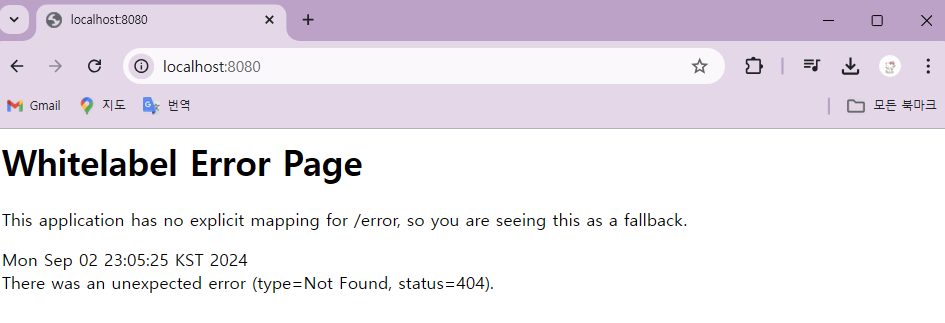 localhost:8080
localhost:8080
Gmail 지도 번역 모든 북마크
Whitelabel Error Page
This application has no explicit mapping for /error, so you are seeing this as a fallback.
Mon Sep 02 23:05:25 KST 2024
There was an unexpected error (type=Not Found, status=404).